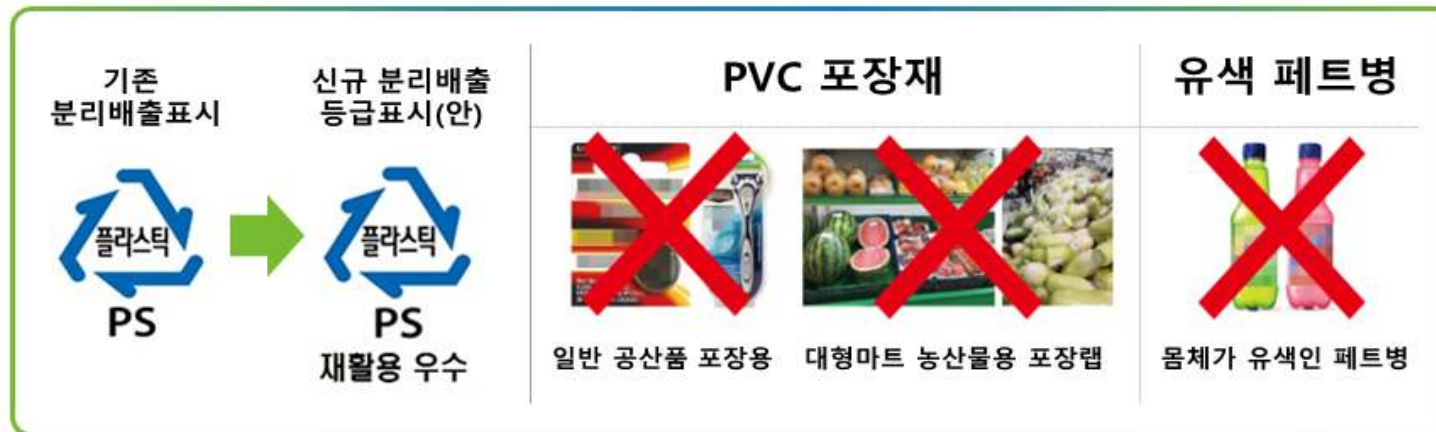 기존
분리배출표시
플라스틱
PS
신규 분리배출
등급표시(안)
플라스틱
PS
재활용 우수
PVC 포장재
일반 공산품 포장용
대형마트 농산물용 포장랩
유색 페트병
몸체가 유색인 페트병